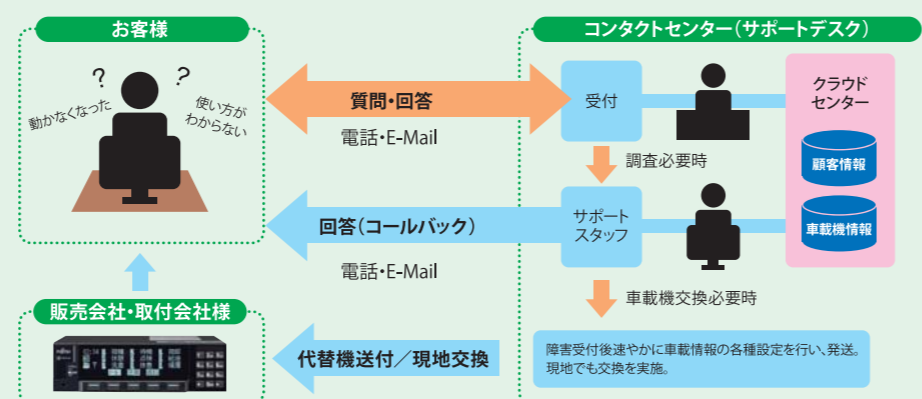 お客様
?
?
動かなくなった
使い方が
わからない
質問・回答
電話・E-Mail
回答(コールバック)
電話・E-Mail
コンタクトセンター(サポートデスク)
受付
調査必要時
サポート
スタッフ
車載機交換必要時
クラウド
センター
顧客情報
車載機情報
障害受付後速やかに車載情報の各種設定を行い、発送。
現地でも交換を実施。
代替機送付/現地交換
販売会社・取付会社様